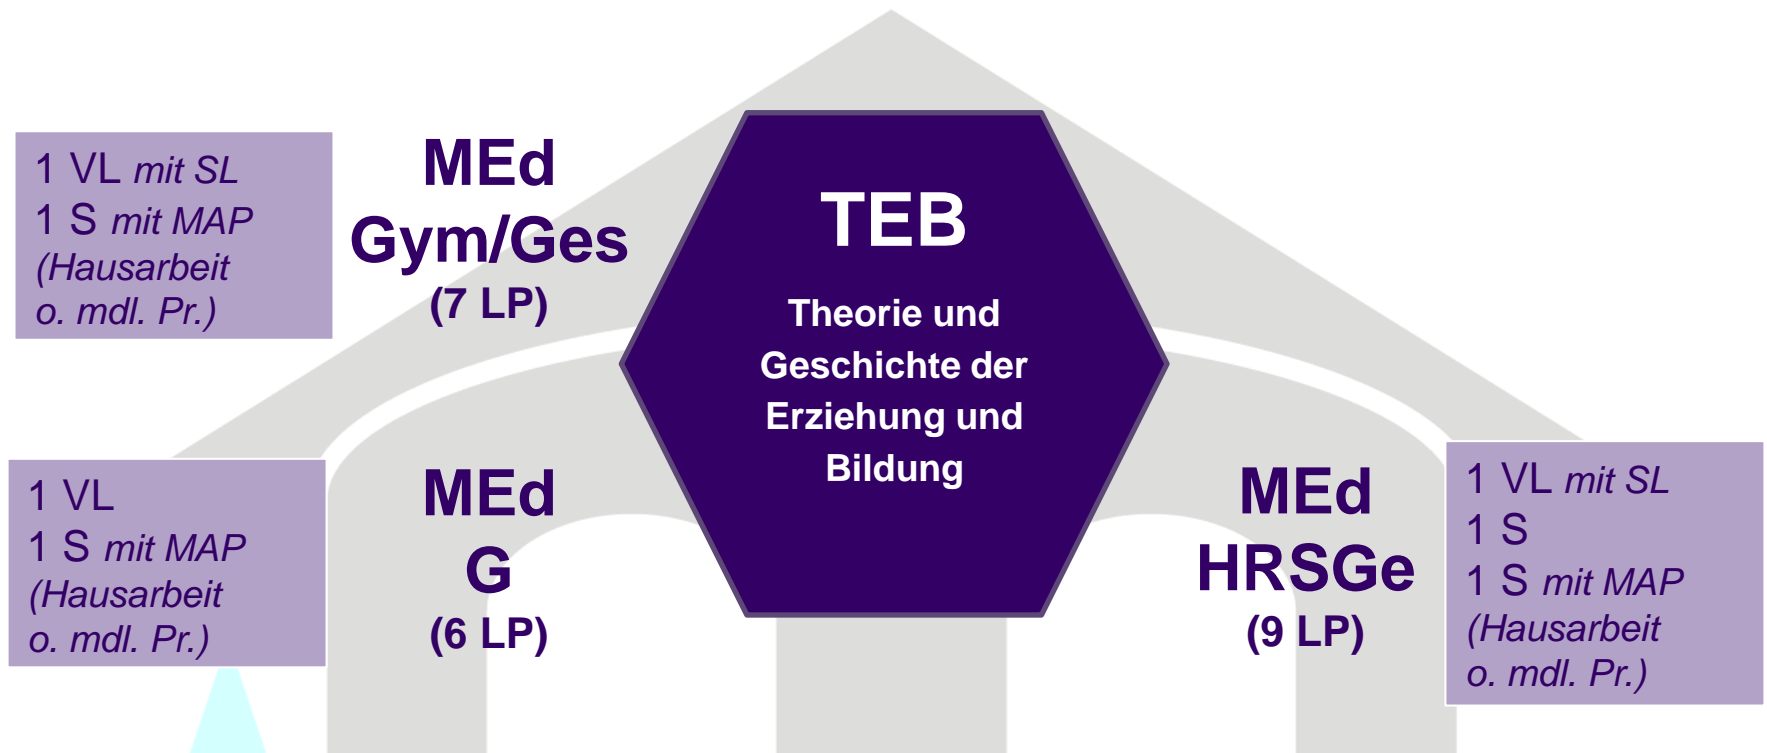 1 VL mit SL
1 S mit MAP
(Hausarbeit
o. mdl. Pr.)
MEd
Gym/Ges
(7 LP)
TEB
Theorie und
Geschichte der
Erziehung und
Bildung
1 VL
1 S mit MAP
(Hausarbeit
o. mdl. Pr.)
MEd
G
(6 LP)
MEd
HRSGe
(9 LP)
1 VL mit SL
1 S
1 S mit MAP
(Hausarbeit
o. mdl. Pr.)